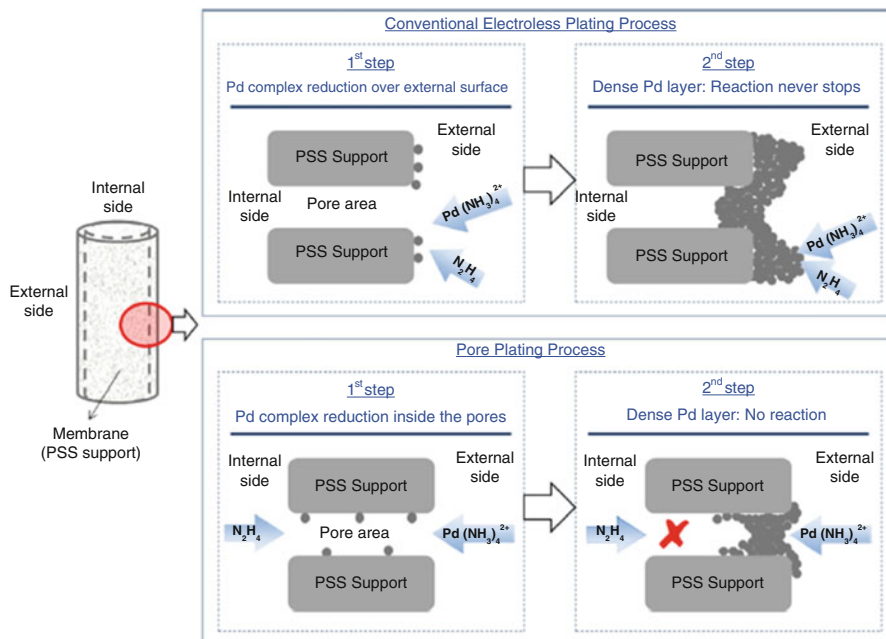 Conventional Electroless Plating Process
1st step
Pd complex reduction over external surface
PSS Support
External
side
Internal
side
Pore area
Pd (NH3)4 2+
PSS Support
N2H4
2nd step
Dense Pd layer: Reaction never stops
External
side
PSS Support
Internal
side
PSS Support
Pd (NH3)4 2+
N2H4
Internal
side
External
side
Membrane
(PSS support)
Pore Plating Process
1st step
Pd complex reduction inside the pores
Internal
side
PSS Support
External
side
N2H4
Pore area
Pd (NH3)4 2+
PSS Support
2nd step
Dense Pd layer: No reaction
Internal
side
PSS Support
External
side
N2H4
Pd (NH3)4 2+
PSS Support